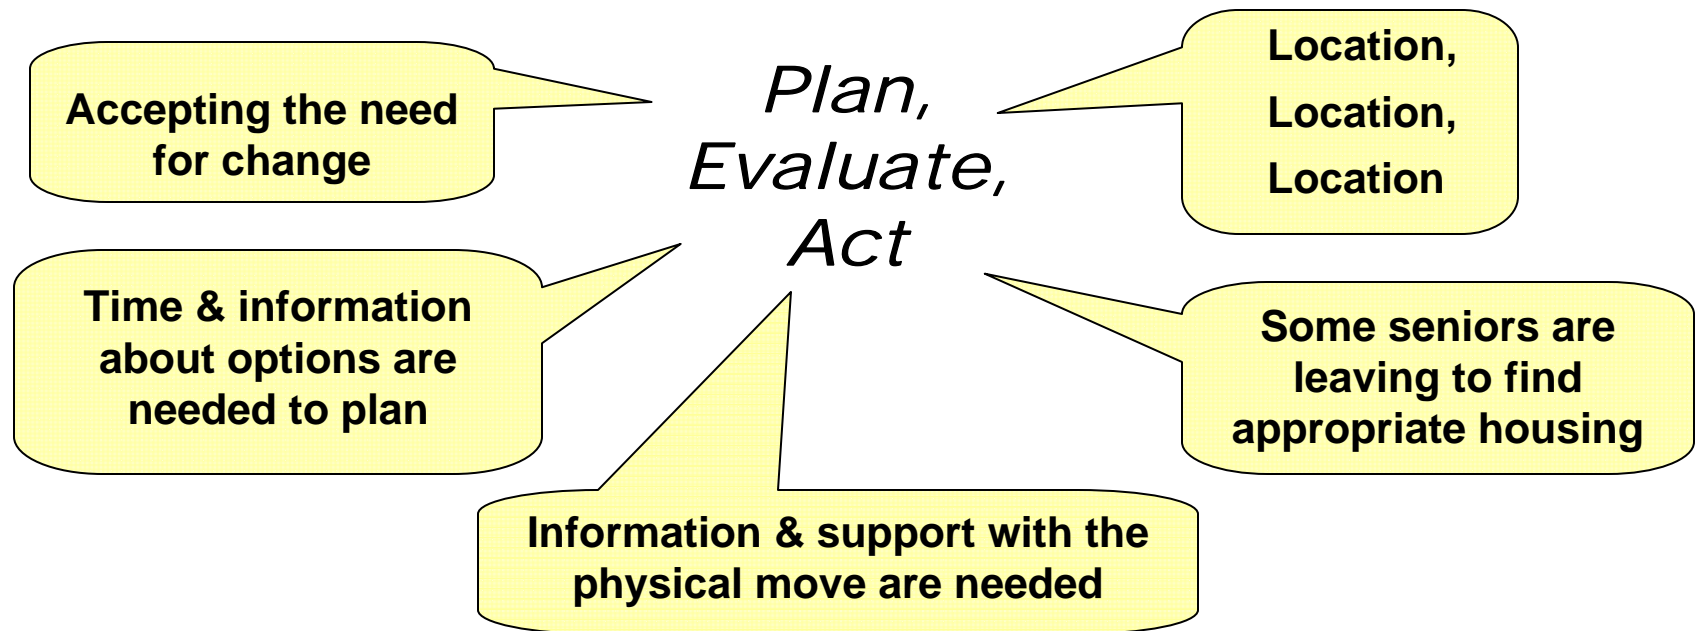 Accepting the need
for change
Plan,
Evaluate,
Act
Location,
Location,
Location
Time & information
about options are
needed to plan
Some seniors are
leaving to find
appropriate housing
Information & support with the
physical move are needed